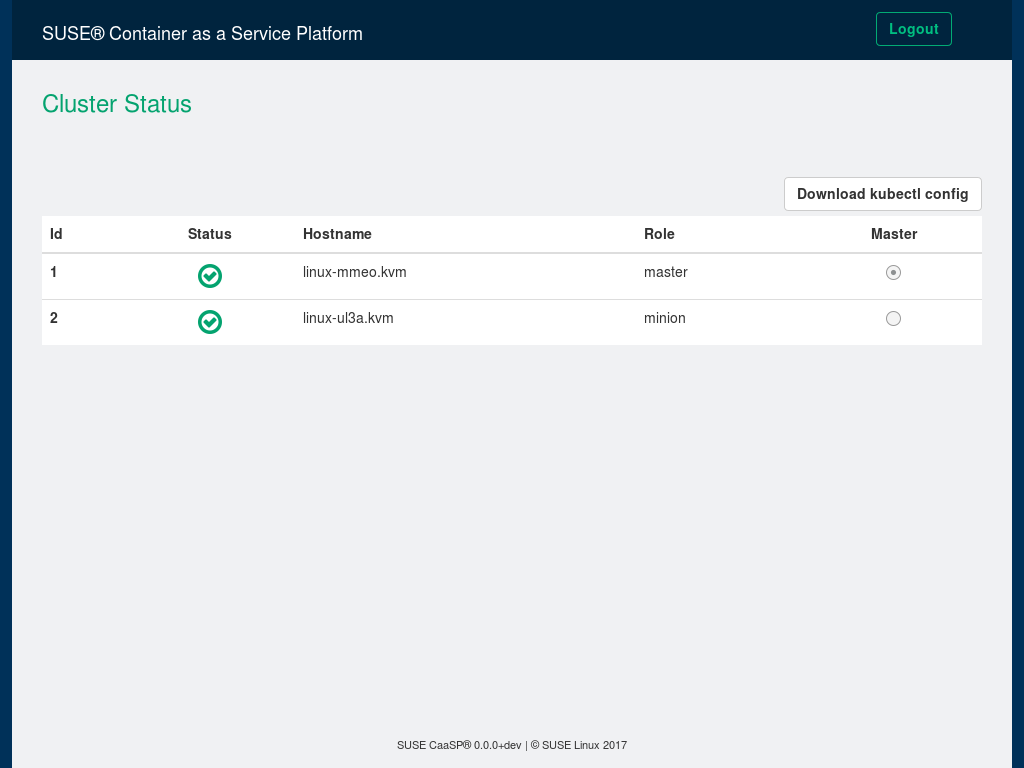 SUSE® Container as a Service Platform
Logout
Cluster Status
Download kubectl config
Id Status Hostname Role Master
1 linux-mmeo.kvm master
2 linux-ul3a.kvm minion
SUSE CaaSP® 0.0.0+dev | © SUSE Linux 2017